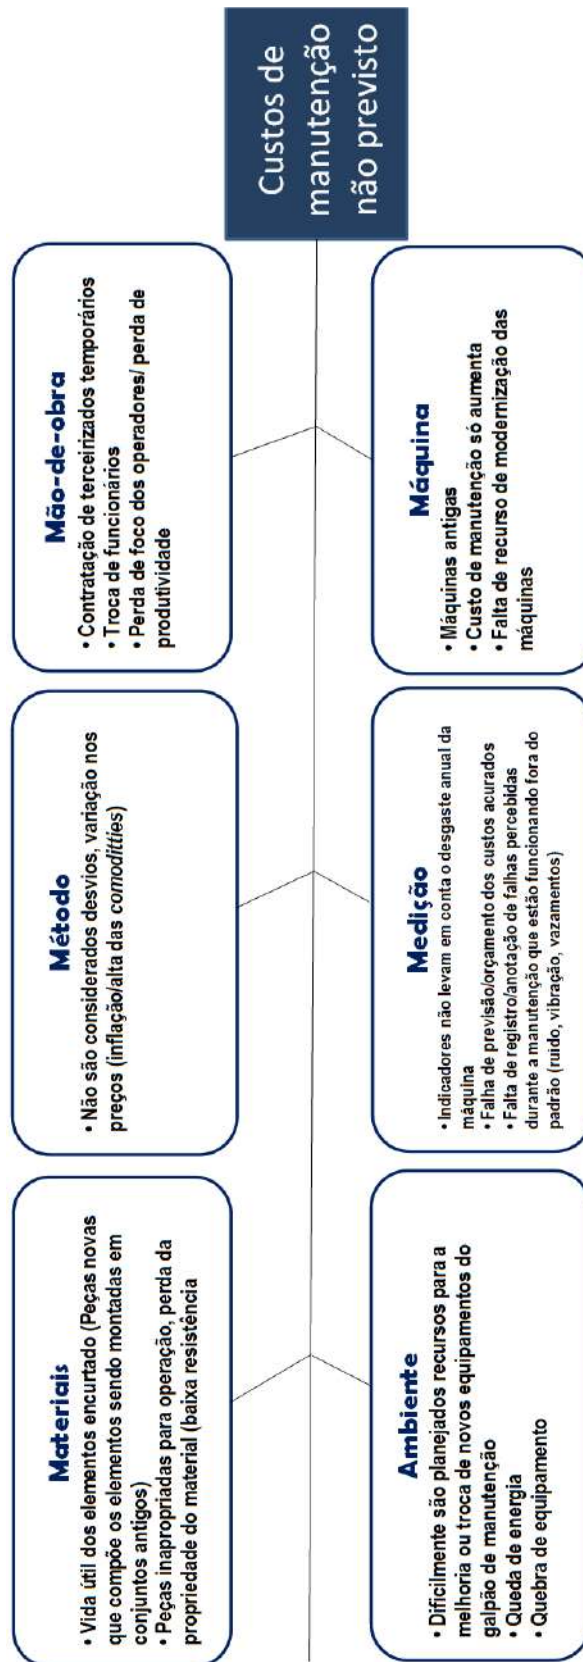 Materiais
• Vida útil dos elementos encurtado (Peças novas
que compõe os elementos sendo montadas em
conjuntos antigos)
• Peças inapropriadas para operação, perda da
propriedade do material (baixa resistência
Método
• Não são considerados desvios, variação nos
preços (inflação/alta das comoditties)
Mão-de-obra
• Contratação de terceirizados temporários
• Troca de funcionários
• Perda de foco dos operadores/ perda de
produtividade
Custos de
manutenção
não previsto
Ambiente
• Dificilmente são planejados recursos para a
melhoria ou troca de novos equipamentos do
galpão de manutenção
• Queda de energia
• Quebra de equipamento
Medição
• Indicadores não levam em conta o desgaste anual da
máquina
• Falha de previsão/orçamento dos custos acurados
• Falta de registro/anotação de falhas percebidas
durante a manutenção que estão funcionando fora do
padrão (ruido, vibração, vazamentos)
Máquina
• Máquinas antigas
• Custo de manutenção só aumenta
• Falta de recurso de modernização das
máquinas